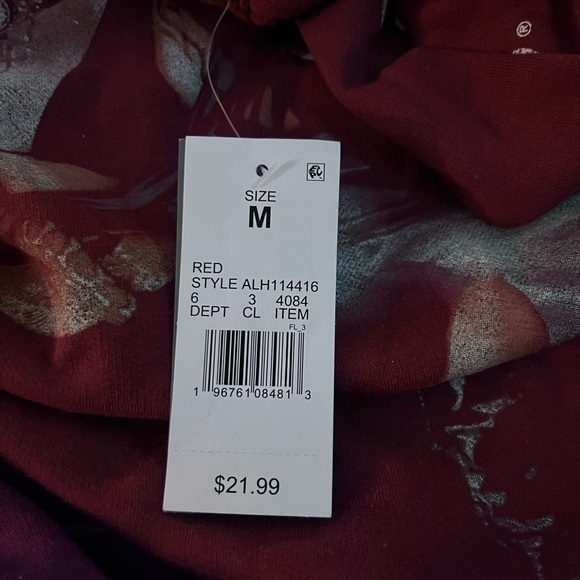 ®
SIZE
M
RED
STYLE ALH114416
6 3 4084
DEPT CL ITEM
FL_3
1 96761 08481 3
$21.99